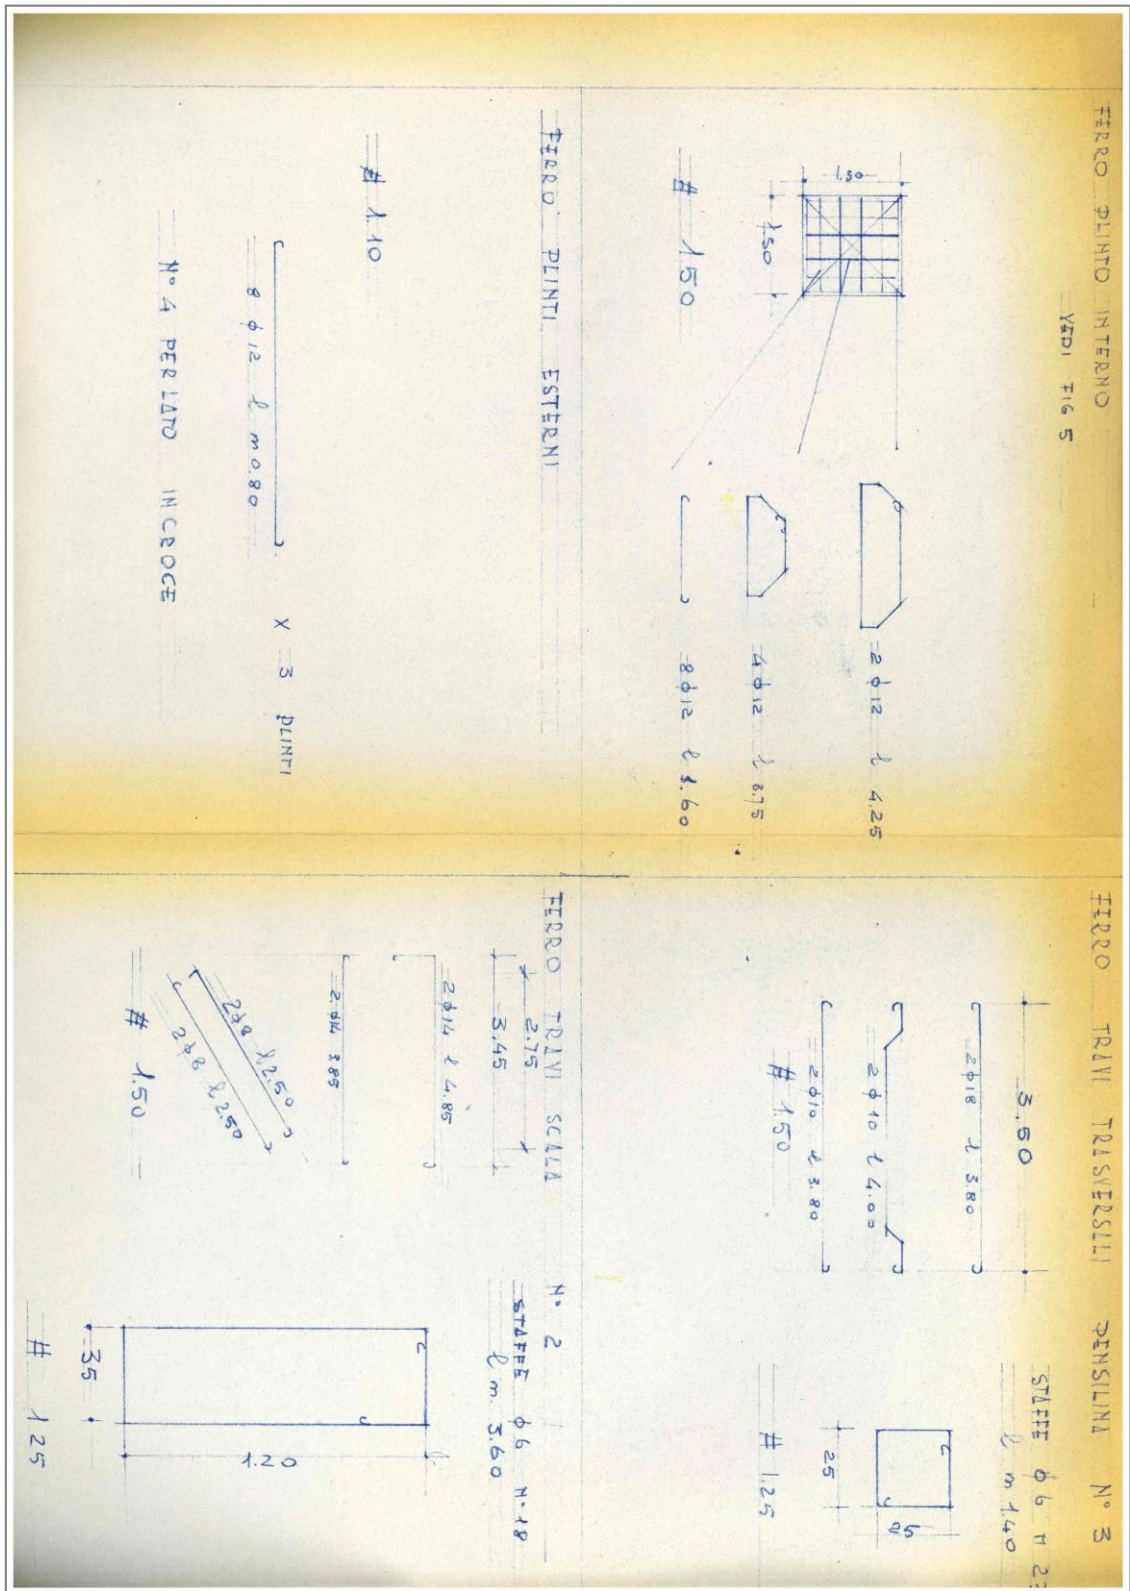 FERRO PLINTO INTERNO
VEDI FIG 5
1.50
1.50
# 1.50
2 ϕ 12 l 4.25
4 ϕ 12 l 3.75
8 ϕ 12 l 1.60
FERRO PLINTI ESTERNI
# 1.10
8 ϕ 12 l m 0.80
X 3 PLINTI
N° 4 PER LATO IN CROCE
FERRO TRAVI TRASVERSALI PENSILINA N° 3
STAFFE ϕ 6
l m 1.40
3.50
2 ϕ 18 l 3.80
2 ϕ 10 l 4.00
2 ϕ 10 l 3.80
# 1.50
25
25
# 1.25
FERRO TRAVI SCALA N° 2
STAFFE ϕ 6 N° 18
l m. 3.60
2.75
3.45
2 ϕ 14 l 4.85
2 ϕ 14 3.85
2 ϕ 8 l 2.50
2 ϕ 8 l 2.50
# 1.50
1.20
35
# 1.25